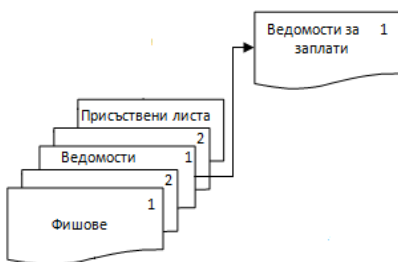 Ведомости за 1
заплати
Присъствени листа
2
Ведомости 1
2
1
Фишове